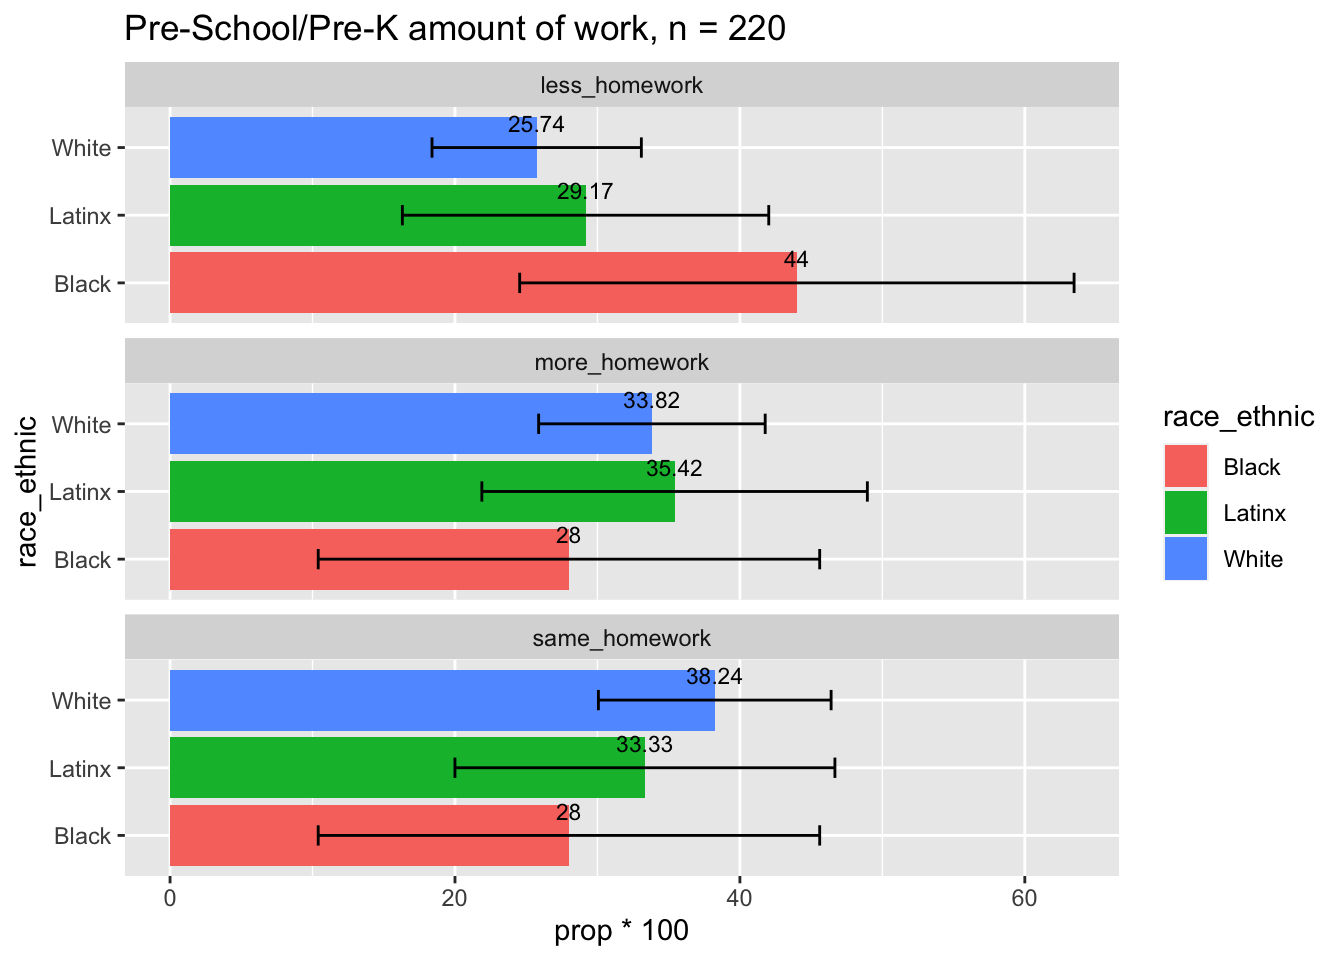 Pre-School/Pre-K amount of work, n = 220
less_homework
White
25.74
Latinx
29.17
Black
44
more_homework
White
33.82
Latinx
35.42
Black
28
same_homework
White
38.24
Latinx
33.33
Black
28
0 20 40 60
prop * 100
race_ethnic
race_ethnic
Black
Latinx
White